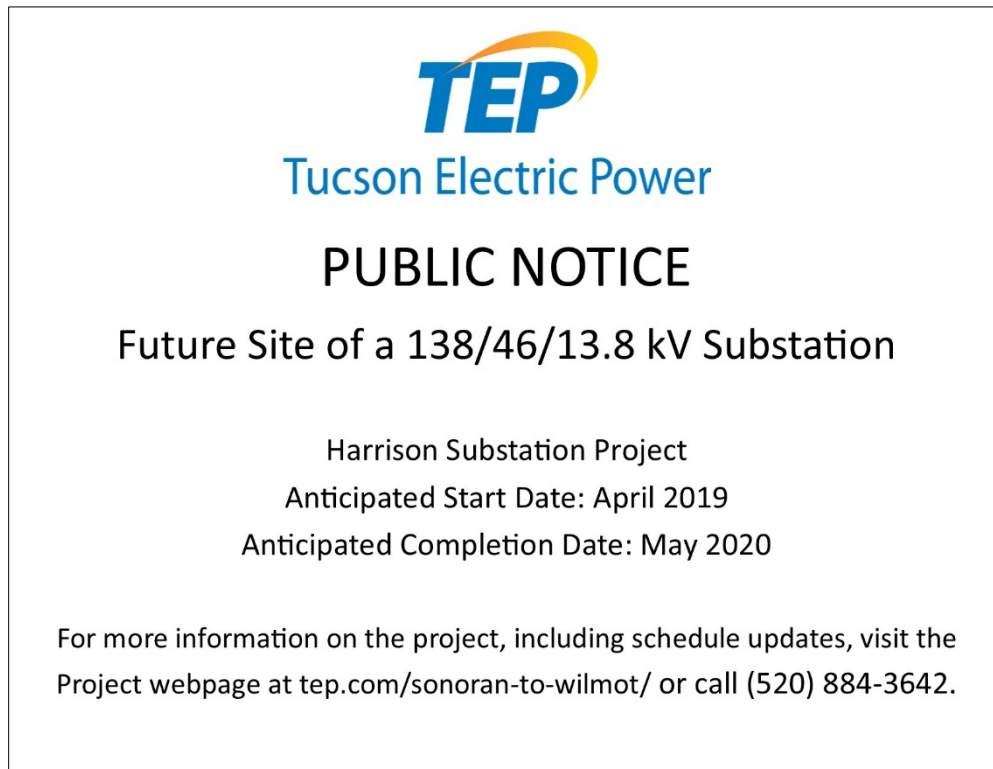 TEP
Tucson Electric Power
PUBLIC NOTICE
Future Site of a 138/46/13.8 kV Substation
Harrison Substation Project
Anticipated Start Date: April 2019
Anticipated Completion Date: May 2020
For more information on the project, including schedule updates, visit the
Project webpage at tep.com/sonoran-to-wilmot/ or call (520) 884-3642.